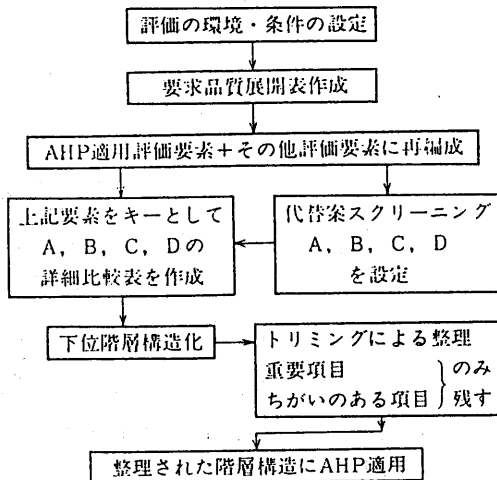 評価の環境・条件の設定
要求品質展開表作成
AHP適用評価要素+その他評価要素に再編成
上記要素をキーとして
A, B, C, Dの
詳細比較表を作成
代替案スクリーニング
A, B, C, D
を設定
下位階層構造化
トリミングによる整理
重要項目
ちがいのある項目
のみ
残す
整理された階層構造にAHP適用